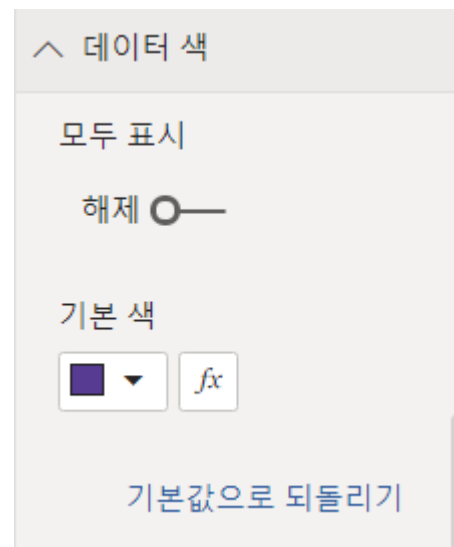 데이터 색
모두 표시
해제
기본 색
fx
기본값으로 되돌리기